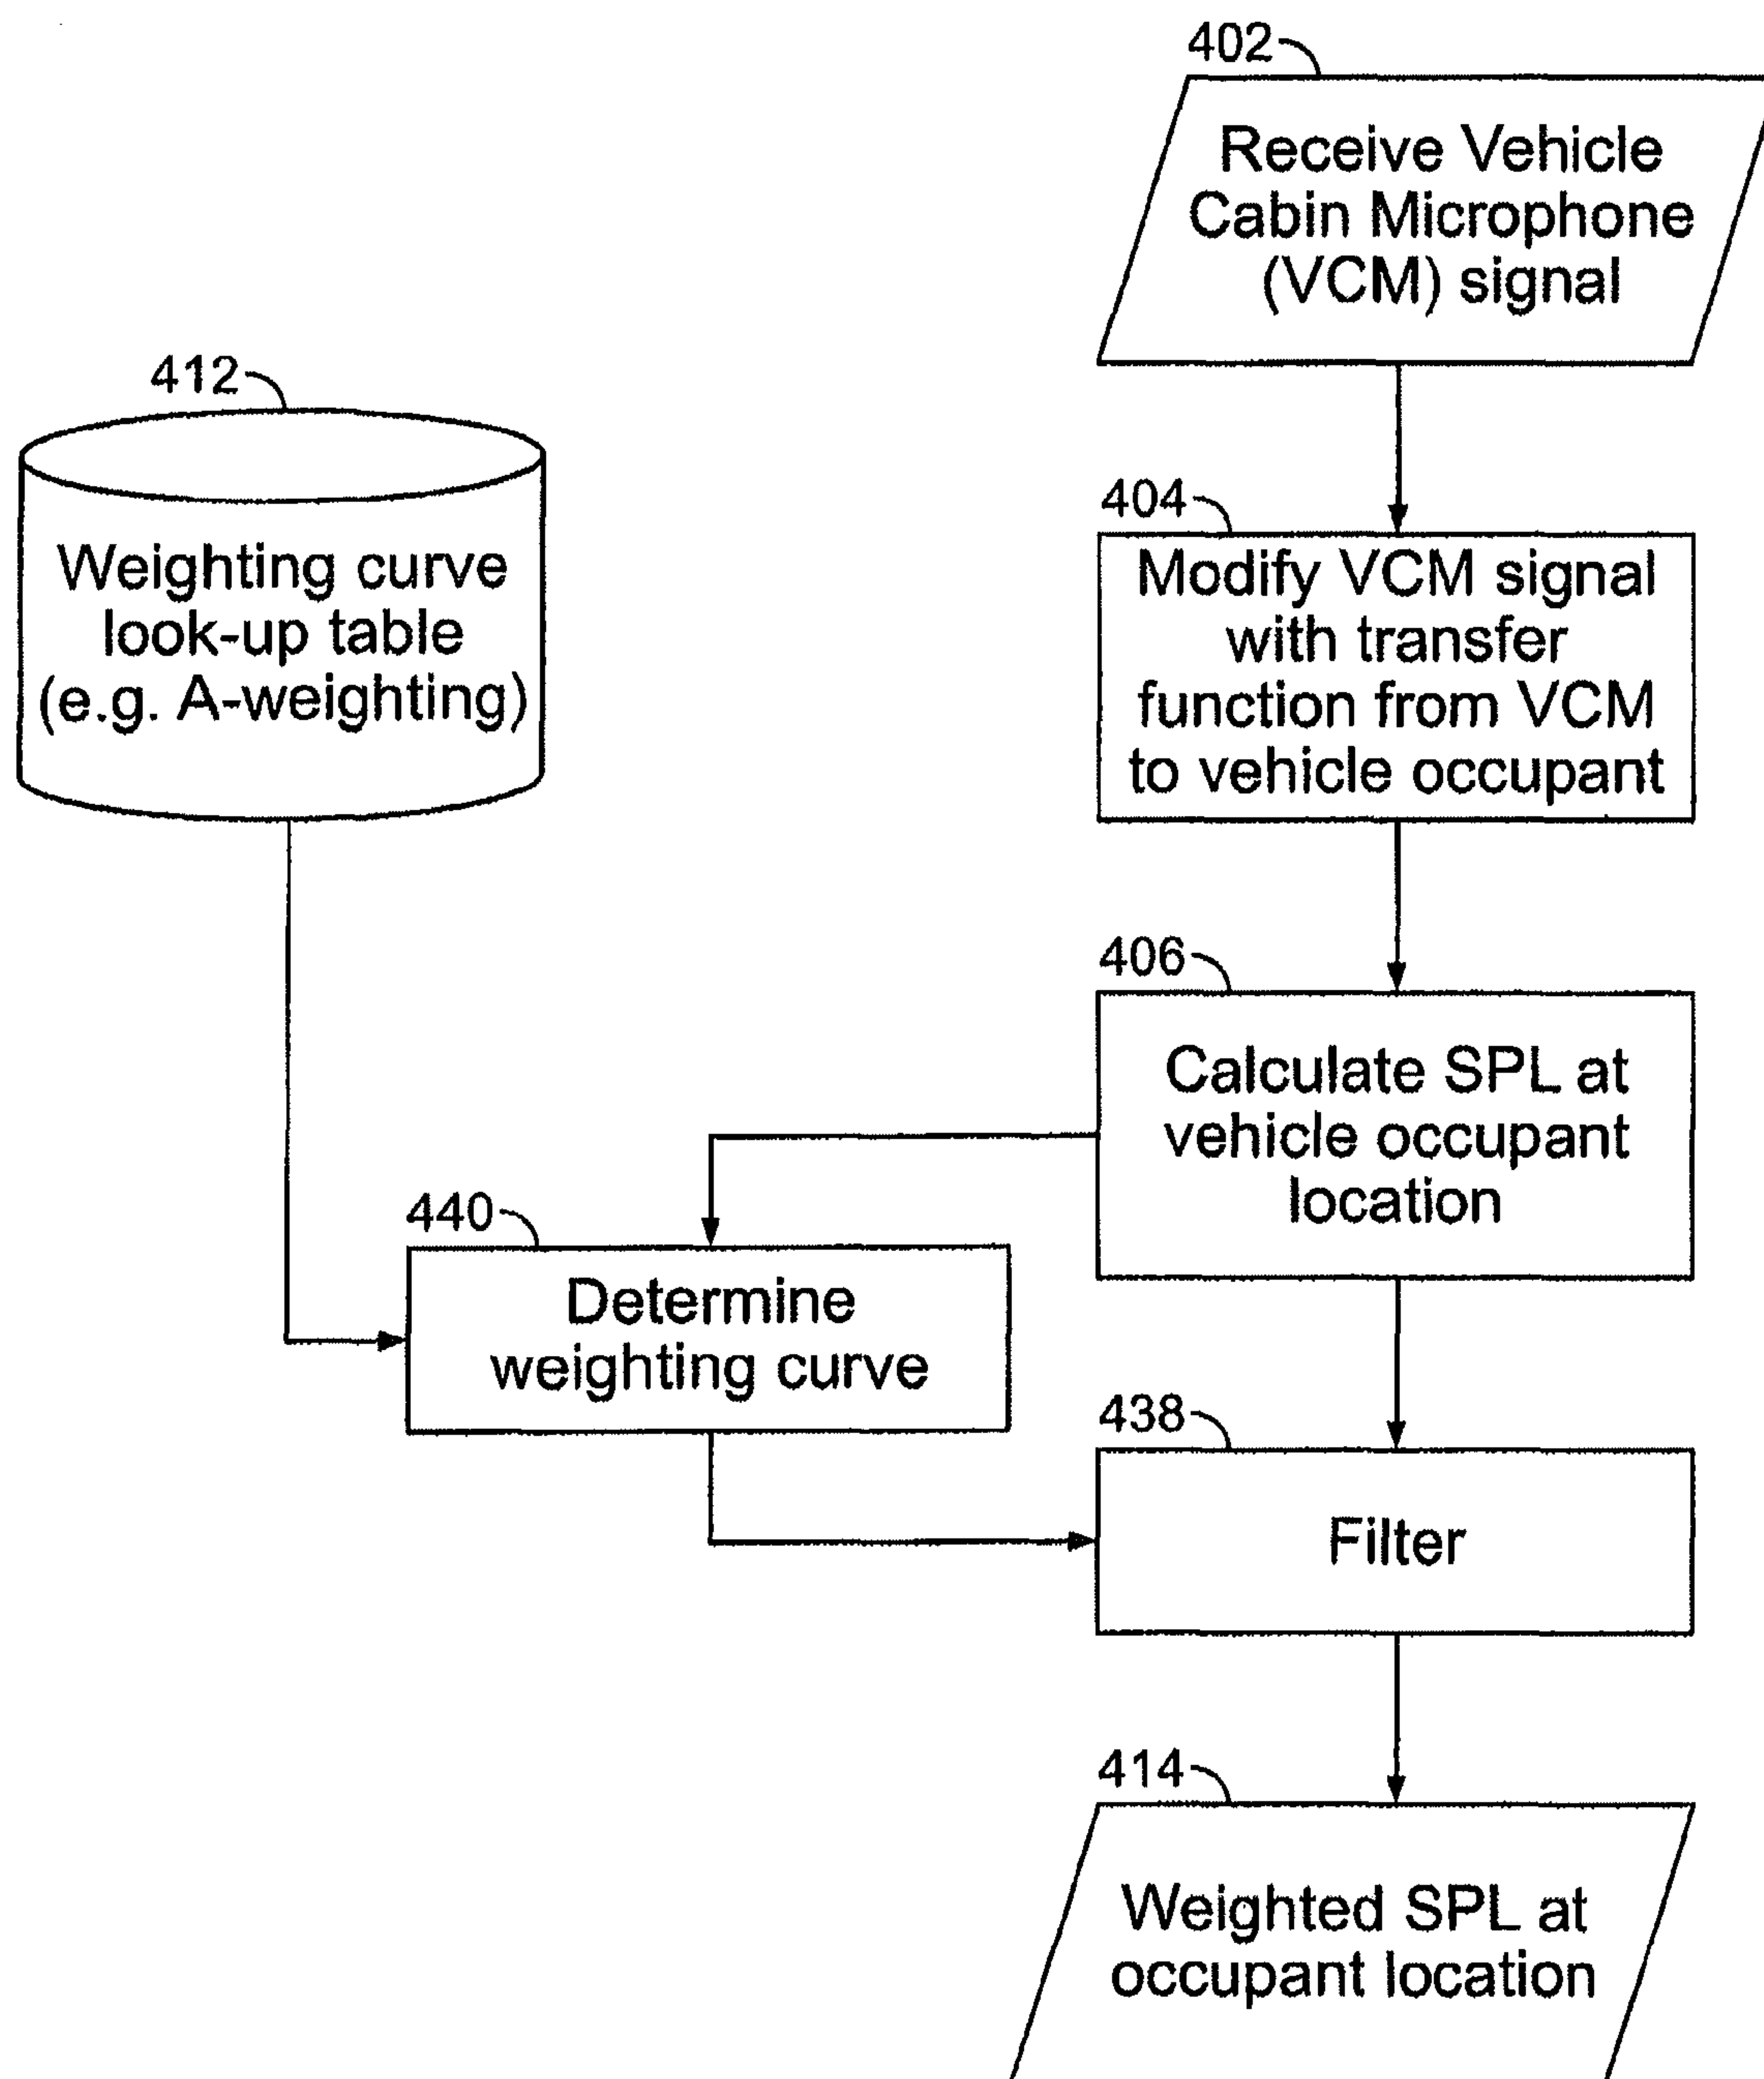 402
Receive Vehicle
Cabin Microphone
(VCM) signal
412
Weighting curve
look-up table
(e.g. A-weighting)
404
Modify VCM signal
with transfer
function from VCM
to vehicle occupant
406
Calculate SPL at
vehicle occupant
location
440
Determine
weighting curve
438
Filter
414
Weighted SPL at
occupant location